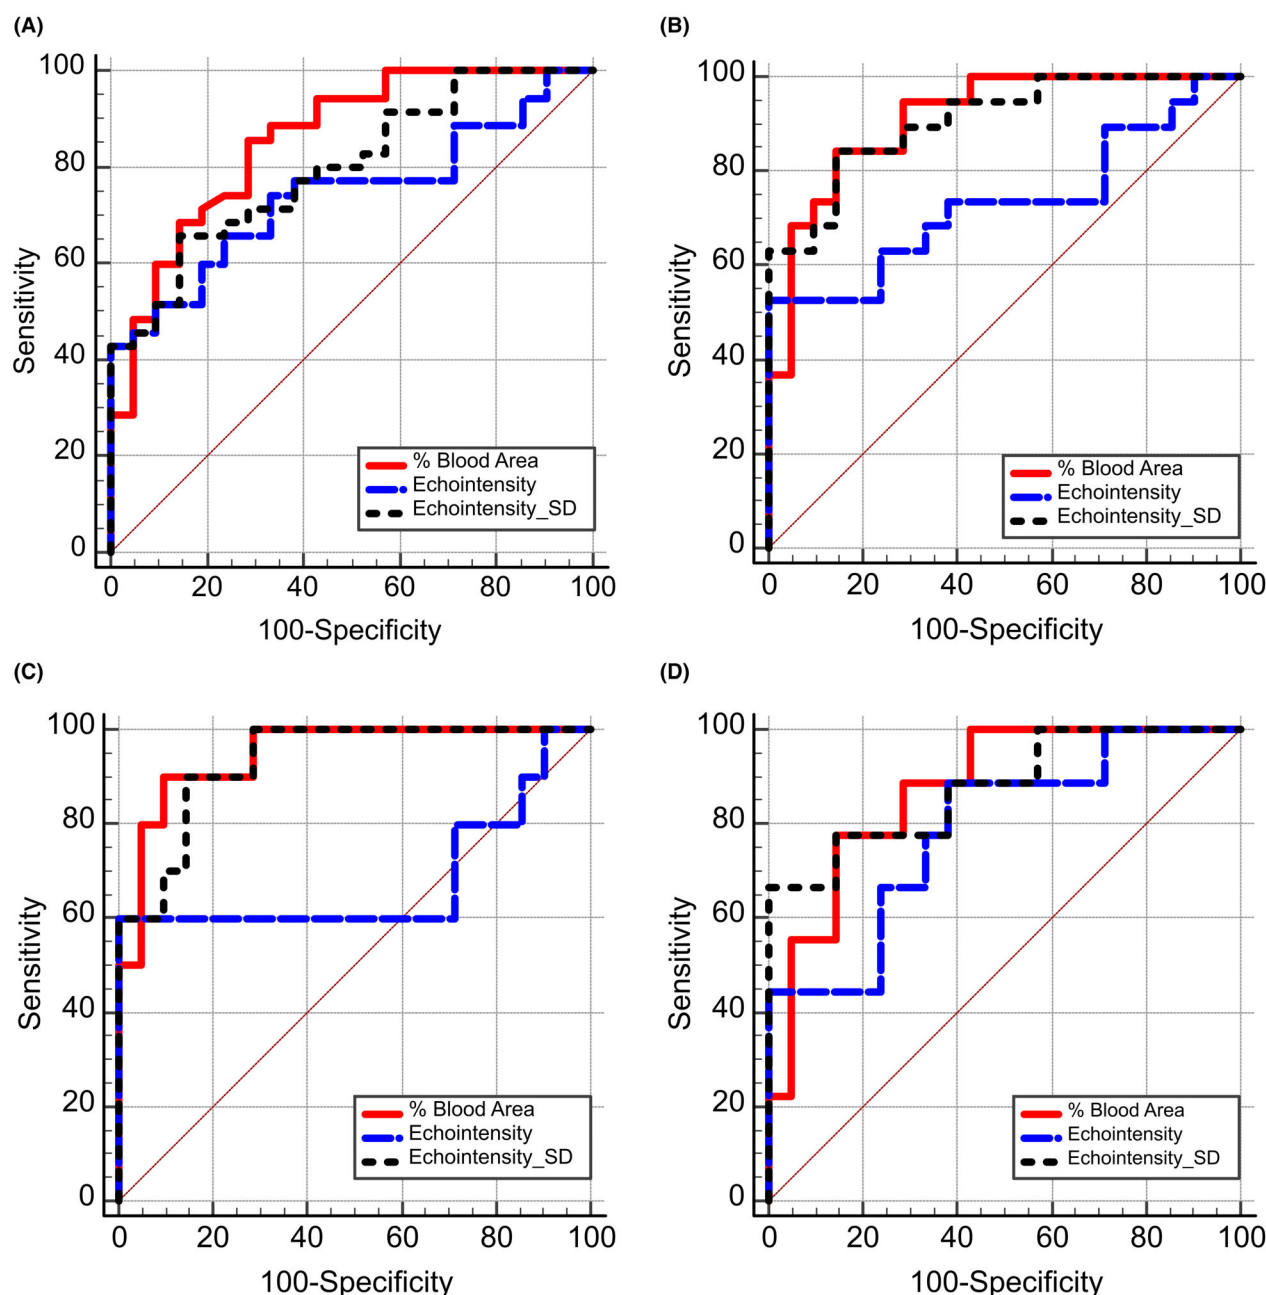 (A)
100
80
60
40
20
0
Sensitivity
% Blood Area
Echointensity
Echointensity_SD
0 20 40 60 80 100
100-Specificity
(B)
100
80
60
40
20
0
Sensitivity
% Blood Area
Echointensity
Echointensity_SD
0 20 40 60 80 100
100-Specificity
(C)
100
80
60
40
20
0
Sensitivity
% Blood Area
Echointensity
Echointensity_SD
0 20 40 60 80 100
100-Specificity
(D)
100
80
60
40
20
0
Sensitivity
% Blood Area
Echointensity
Echointensity_SD
0 20 40 60 80 100
100-Specificity